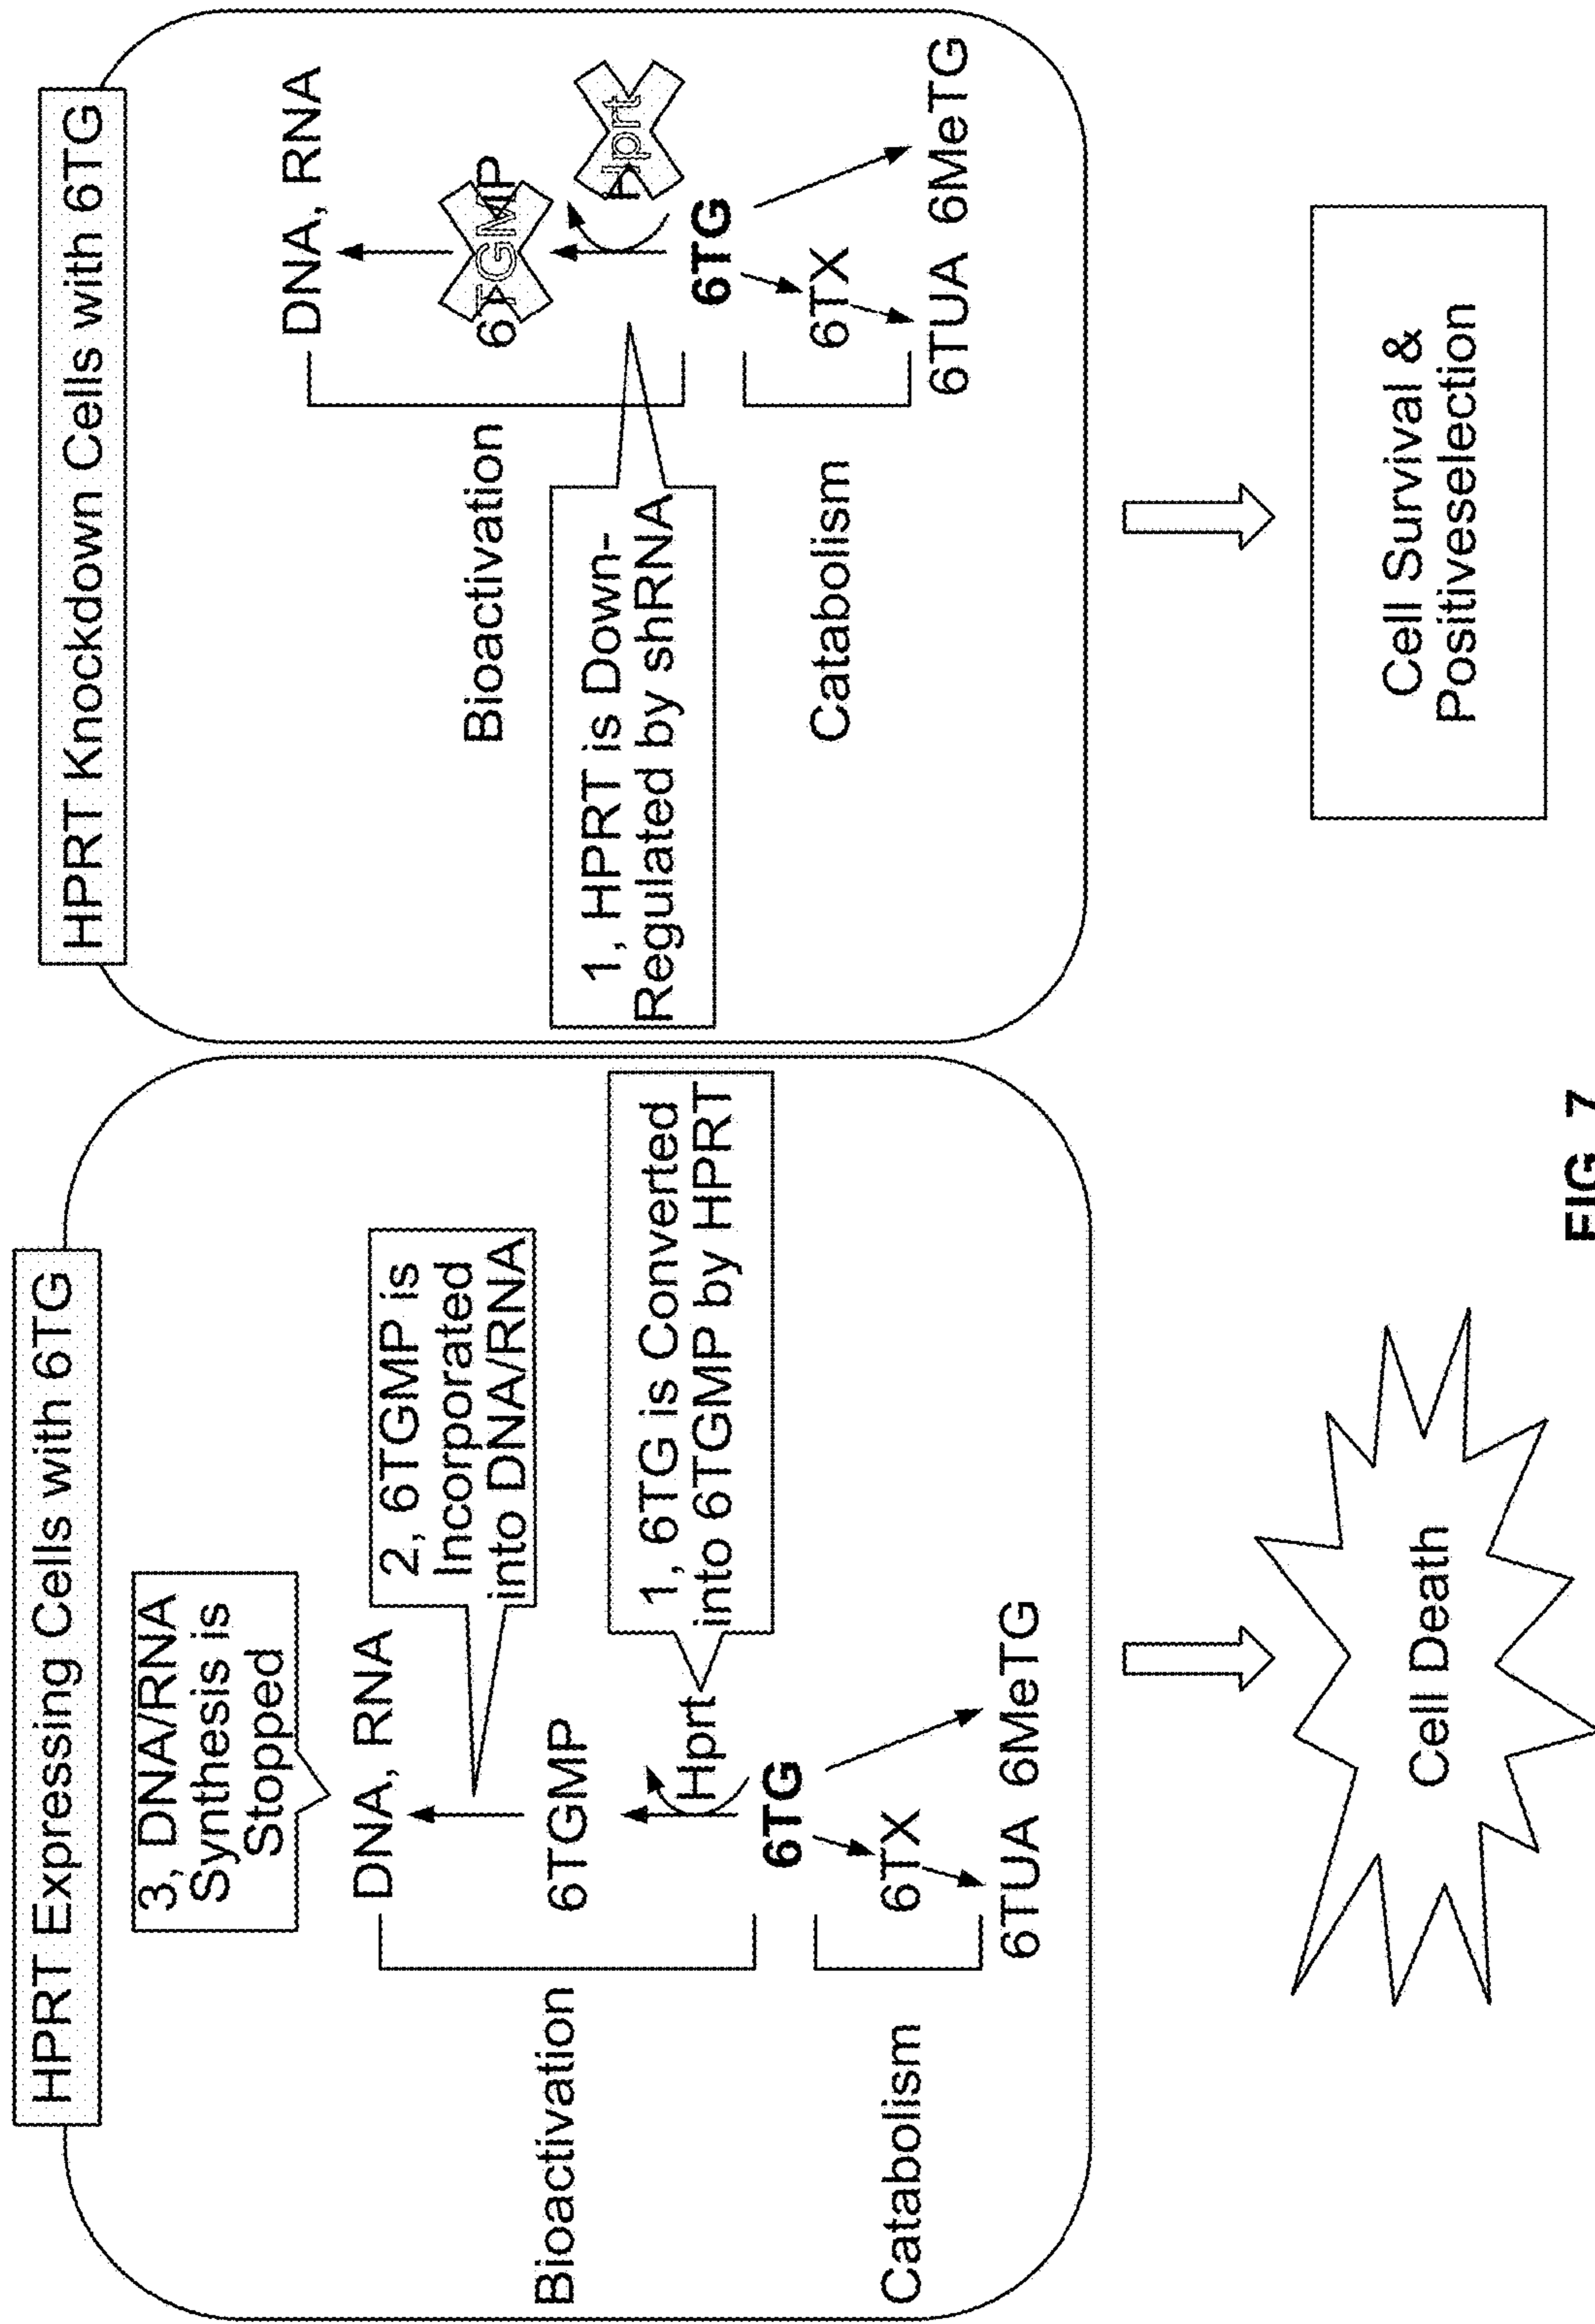 HPRT Expressing Cells with 6TG
3, DNA/RNA
Synthesis is
Stopped
DNA, RNA
2, 6TGMP is
Incorporated
into DNA/RNA
Bioactivation
6TGMP
Hprt
1, 6TG is Converted
into 6TGMP by HPRT
6TG
Catabolism
6TX
6TUA 6MeTG
Cell Death
HPRT Knockdown Cells with 6TG
DNA, RNA
Bioactivation
6TGMP
Hprt
1, HPRT is Down-
Regulated by shRNA
6TG
Catabolism
6TX
6TUA 6MeTG
Cell Survival &
Positiveselection
FIG. 7